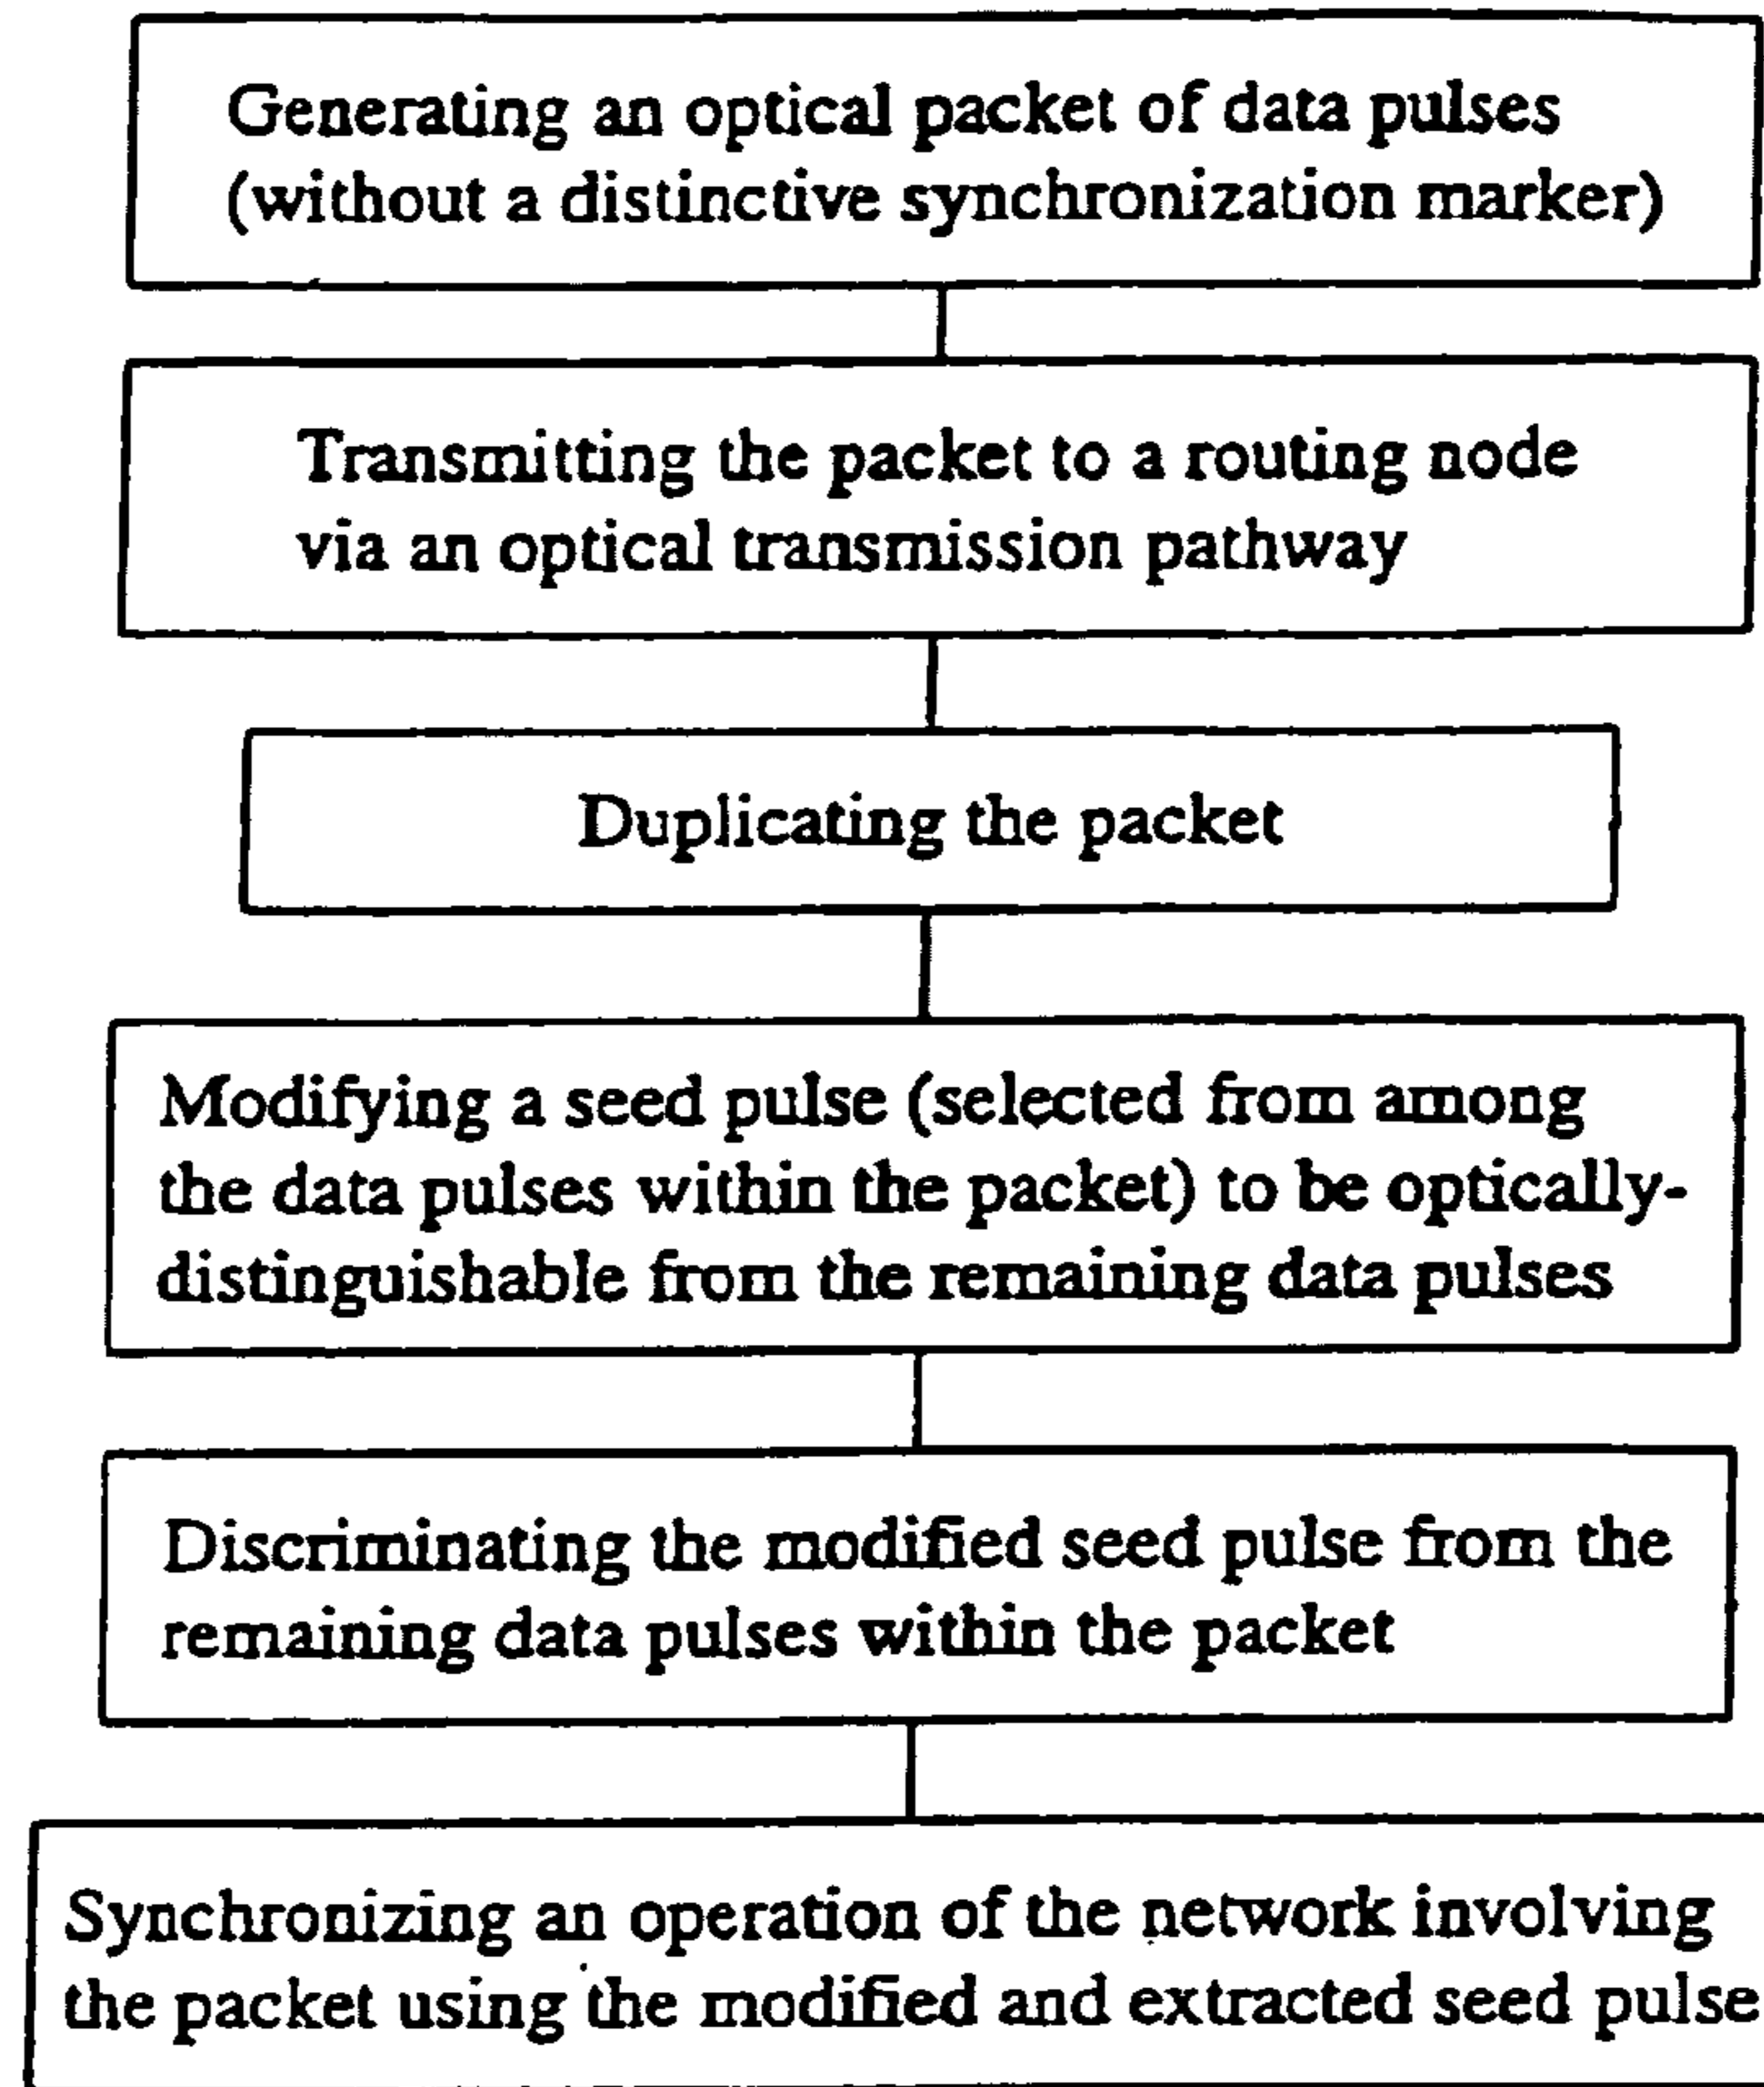 Generating an optical packet of data pulses
(without a distinctive synchronization marker)
Transmitting the packet to a routing node
via an optical transmission pathway
Duplicating the packet
Modifying a seed pulse (selected from among
the data pulses within the packet) to be optically-
distinguishable from the remaining data pulses
Discriminating the modified seed pulse from the
remaining data pulses within the packet
Synchronizing an operation of the network involving
the packet using the modified and extracted seed pulse